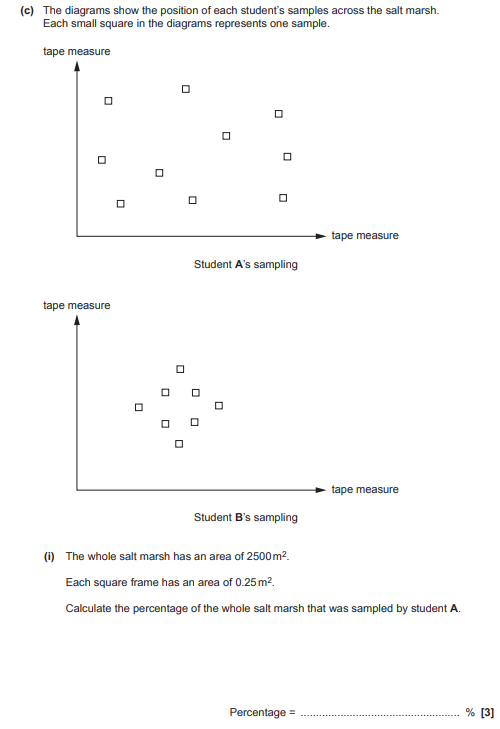 (c) The diagrams show the position of each student's samples across the salt marsh.
Each small square in the diagrams represents one sample.
tape measure
tape measure
Student A's sampling
tape measure
tape measure
Student B's sampling
(i) The whole salt marsh has an area of 2500 m².
Each square frame has an area of 0.25 m².
Calculate the percentage of the whole salt marsh that was sampled by student A.
Percentage = ...................................................... % [3]